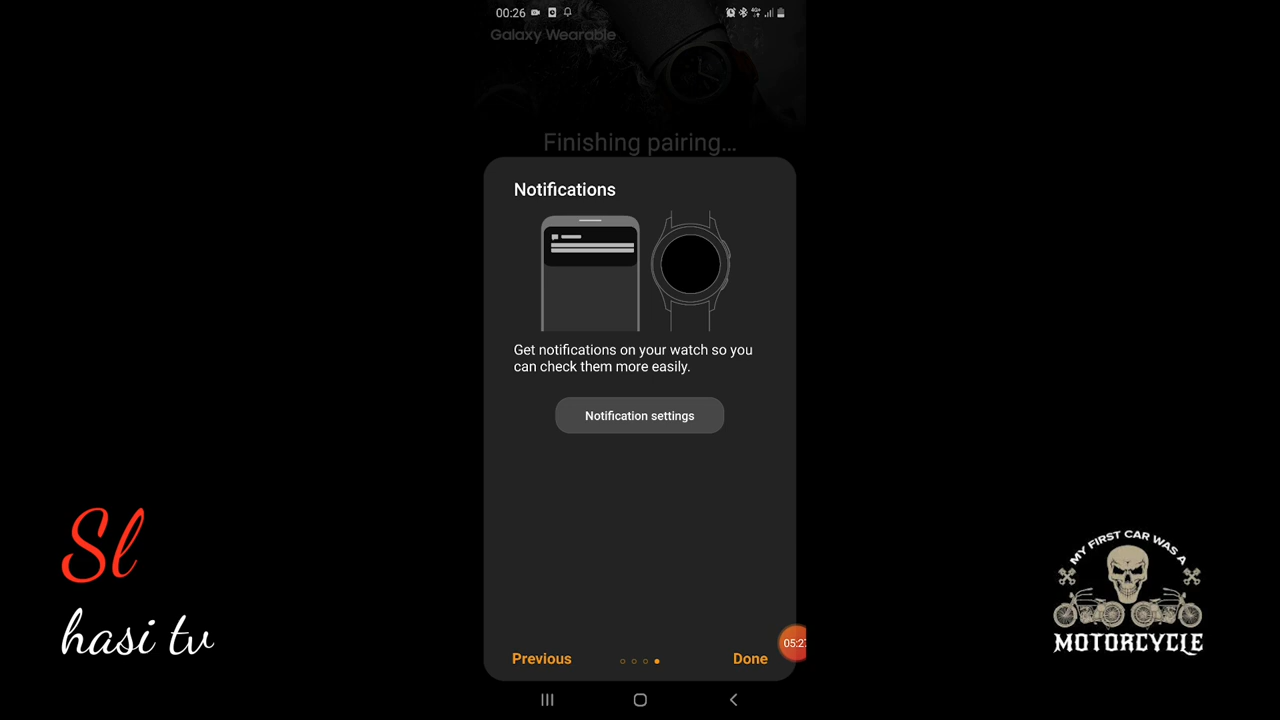 00:26
4G+
Galaxy Wearable
Finishing pairing...
Notifications
Get notifications on your watch so you
can check them more easily.
Notification settings
Previous
Done
Sl
hasi tv
MY FIRST CAR WAS A
MOTORCYCLE